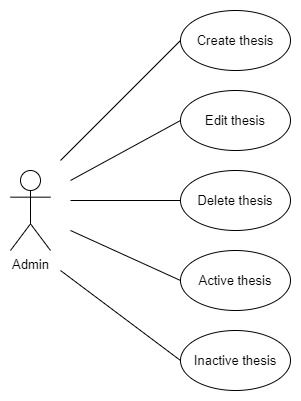 Create thesis
Edit thesis
Delete thesis
Admin
Active thesis
Inactive thesis